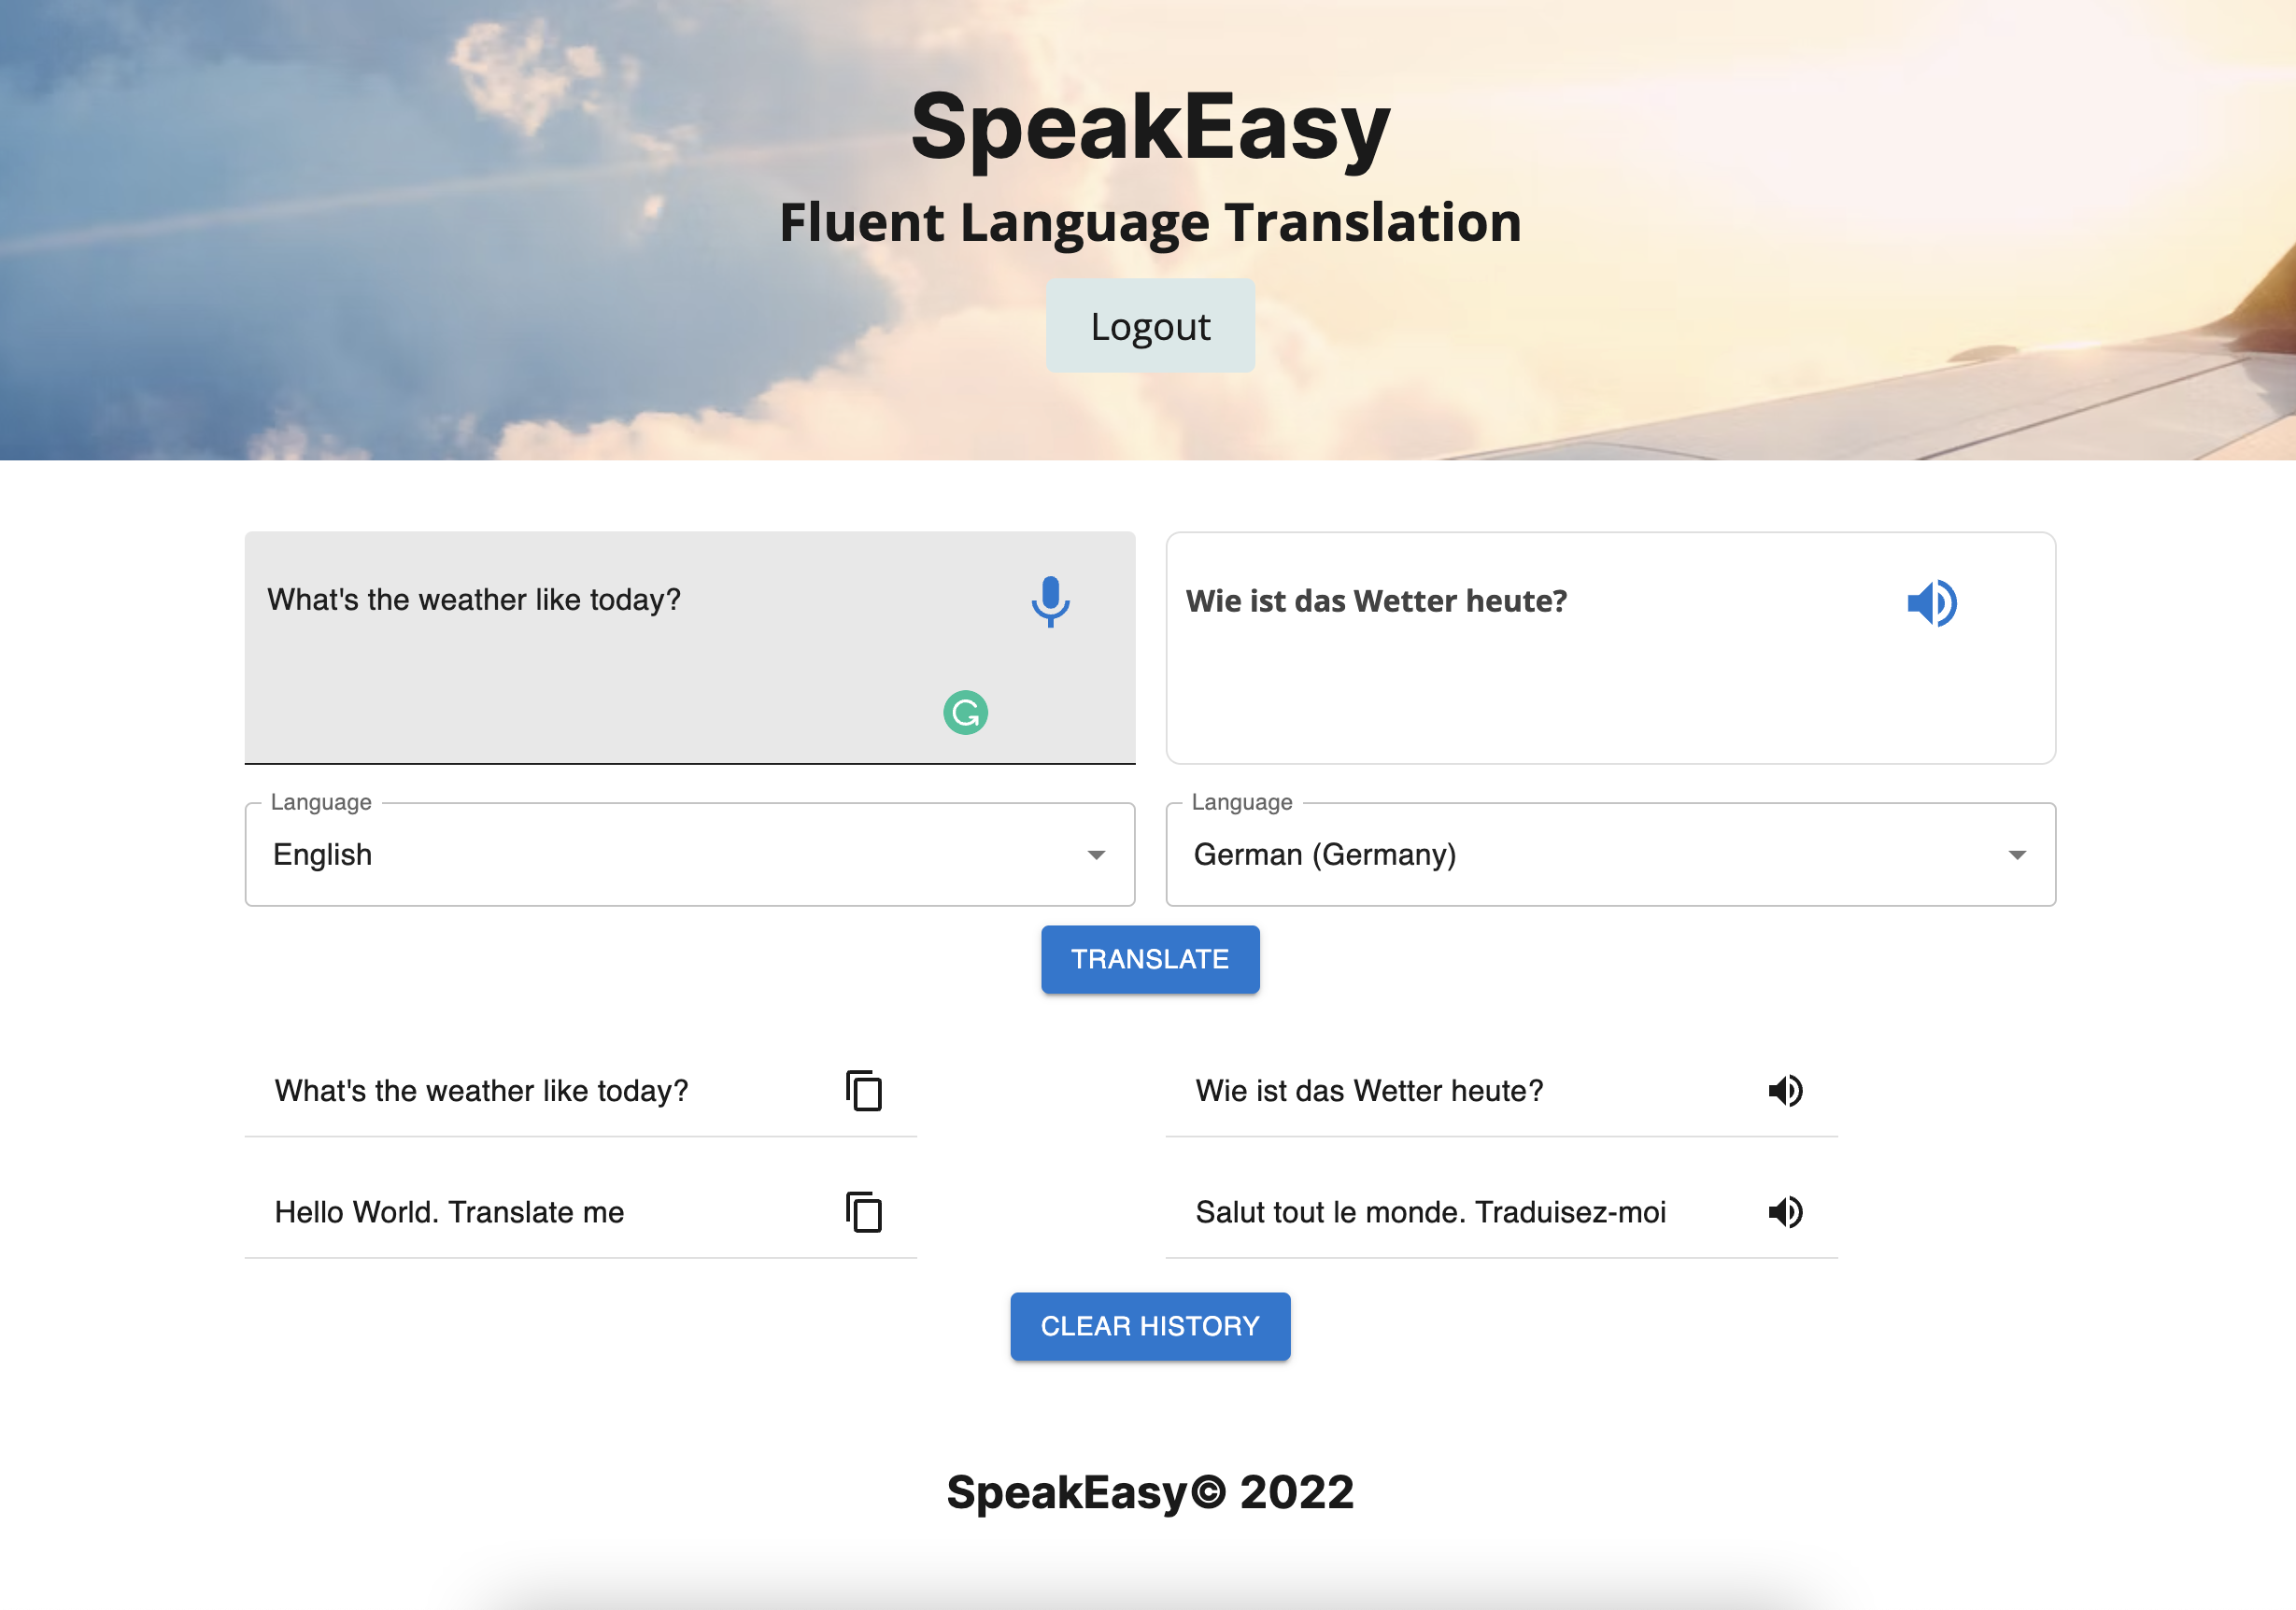 SpeakEasy
Fluent Language Translation
Logout
What's the weather like today?
Wie ist das Wetter heute?
Language
English
Language
German (Germany)
TRANSLATE
What's the weather like today?
Wie ist das Wetter heute?
Hello World. Translate me
Salut tout le monde. Traduisez-moi
CLEAR HISTORY
SpeakEasy© 2022